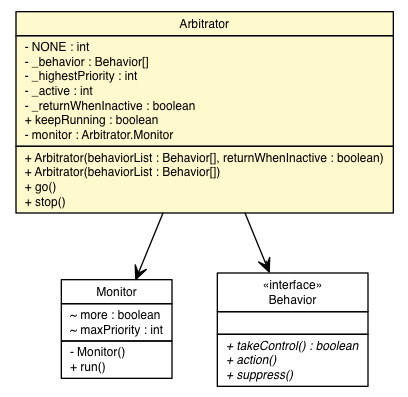 Arbitrator
- NONE : int
- _behavior : Behavior[]
- _highestPriority : int
- _active : int
- _returnWhenInactive : boolean
+ keepRunning : boolean
- monitor : Arbitrator.Monitor
+ Arbitrator(behaviorList : Behavior[], returnWhenInactive : boolean)
+ Arbitrator(behaviorList : Behavior[])
+ go()
+ stop()
Monitor
~ more : boolean
~ maxPriority : int
- Monitor()
+ run()
«interface»
Behavior
+ takeControl() : boolean
+ action()
+ suppress()